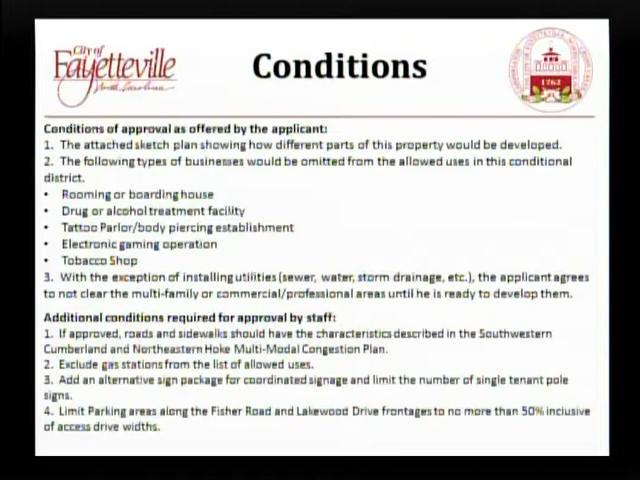 City of
Fayetteville
North Carolina
Conditions
1762
Conditions of approval as offered by the applicant:
1. The attached sketch plan showing how different parts of this property would be developed.
2. The following types of businesses would be omitted from the allowed uses in this conditional
district.
• Rooming or boarding house
• Drug or alcohol treatment facility
• Tattoo Parlor/body piercing establishment
• Electronic gaming operation
• Tobacco Shop
3. With the exception of installing utilities (sewer, water, storm drainage, etc.), the applicant agrees
to not clear the multi-family or commercial/professional areas until he is ready to develop them.
Additional conditions required for approval by staff:
1. If approved, roads and sidewalks should have the characteristics described in the Southwestern
Cumberland and Northeastern Hoke Multi-Modal Congestion Plan.
2. Exclude gas stations from the list of allowed uses.
3. Add an alternative sign package for coordinated signage and limit the number of single tenant pole
signs.
4. Limit Parking areas along the Fisher Road and Lakewood Drive frontages to no more than 50% inclusive
of access drive widths.